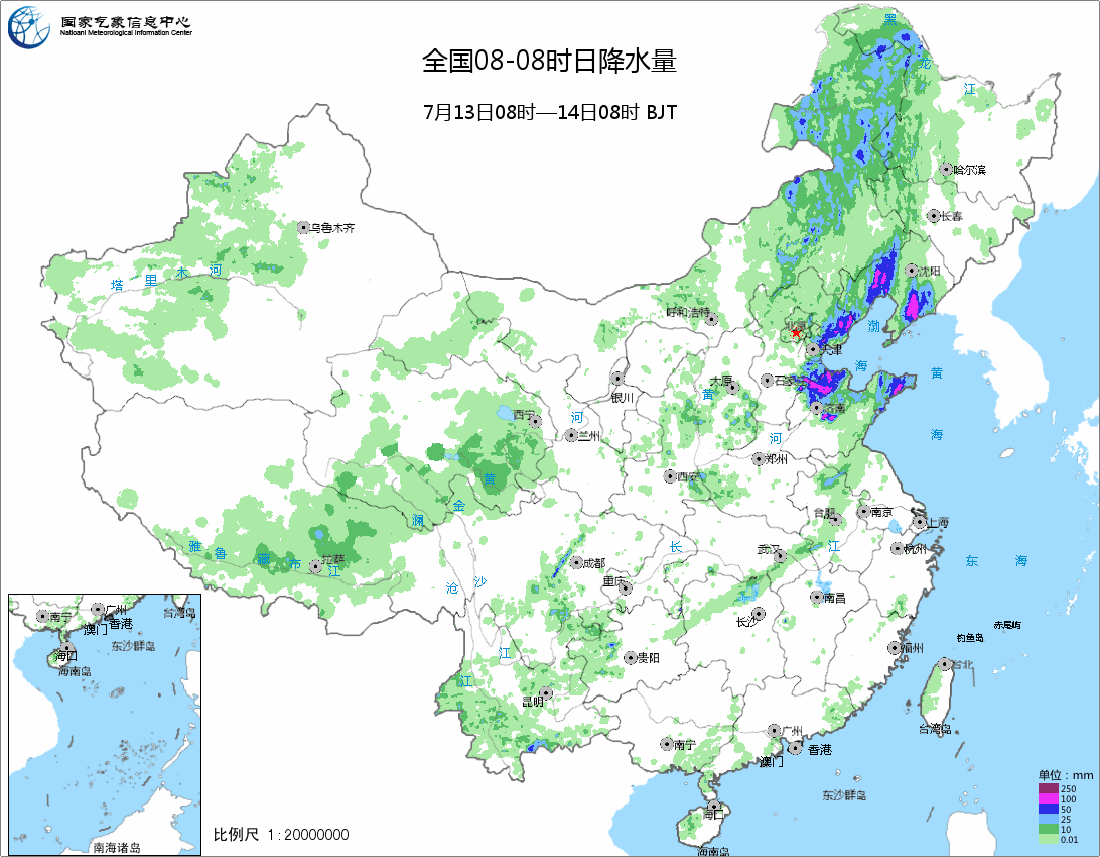 国家气象信息中心
Naitioanl Meteorological Information Center
全国08-08时日降水量
7月13日08时—14日08时 BJT
黑
龙
江
哈尔滨
长春
乌鲁木齐
塔 里 木 河
沈阳
呼和浩特
北京
渤
天津
海
黄
银川
太原
黄
石家庄
济南
西宁
河
兰州
河
海
郑州
西安
黄
金
澜
合肥
南京
上海
雅 鲁 藏 布 江
拉萨
成都
长
武汉
江
杭州
东 海
沧 沙
重庆
南昌
长沙
赤尾屿
钓鱼岛
江
贵阳
福州
台北
江
昆明
台湾岛
南宁
广州
香港
澳门
东沙群岛
海口
海南岛
南宁
广州
台湾岛
澳门
香港
海口
东沙群岛
海南岛
南海诸岛
比例尺 1:20000000
单位：mm
250
100
50
25
10
0.01